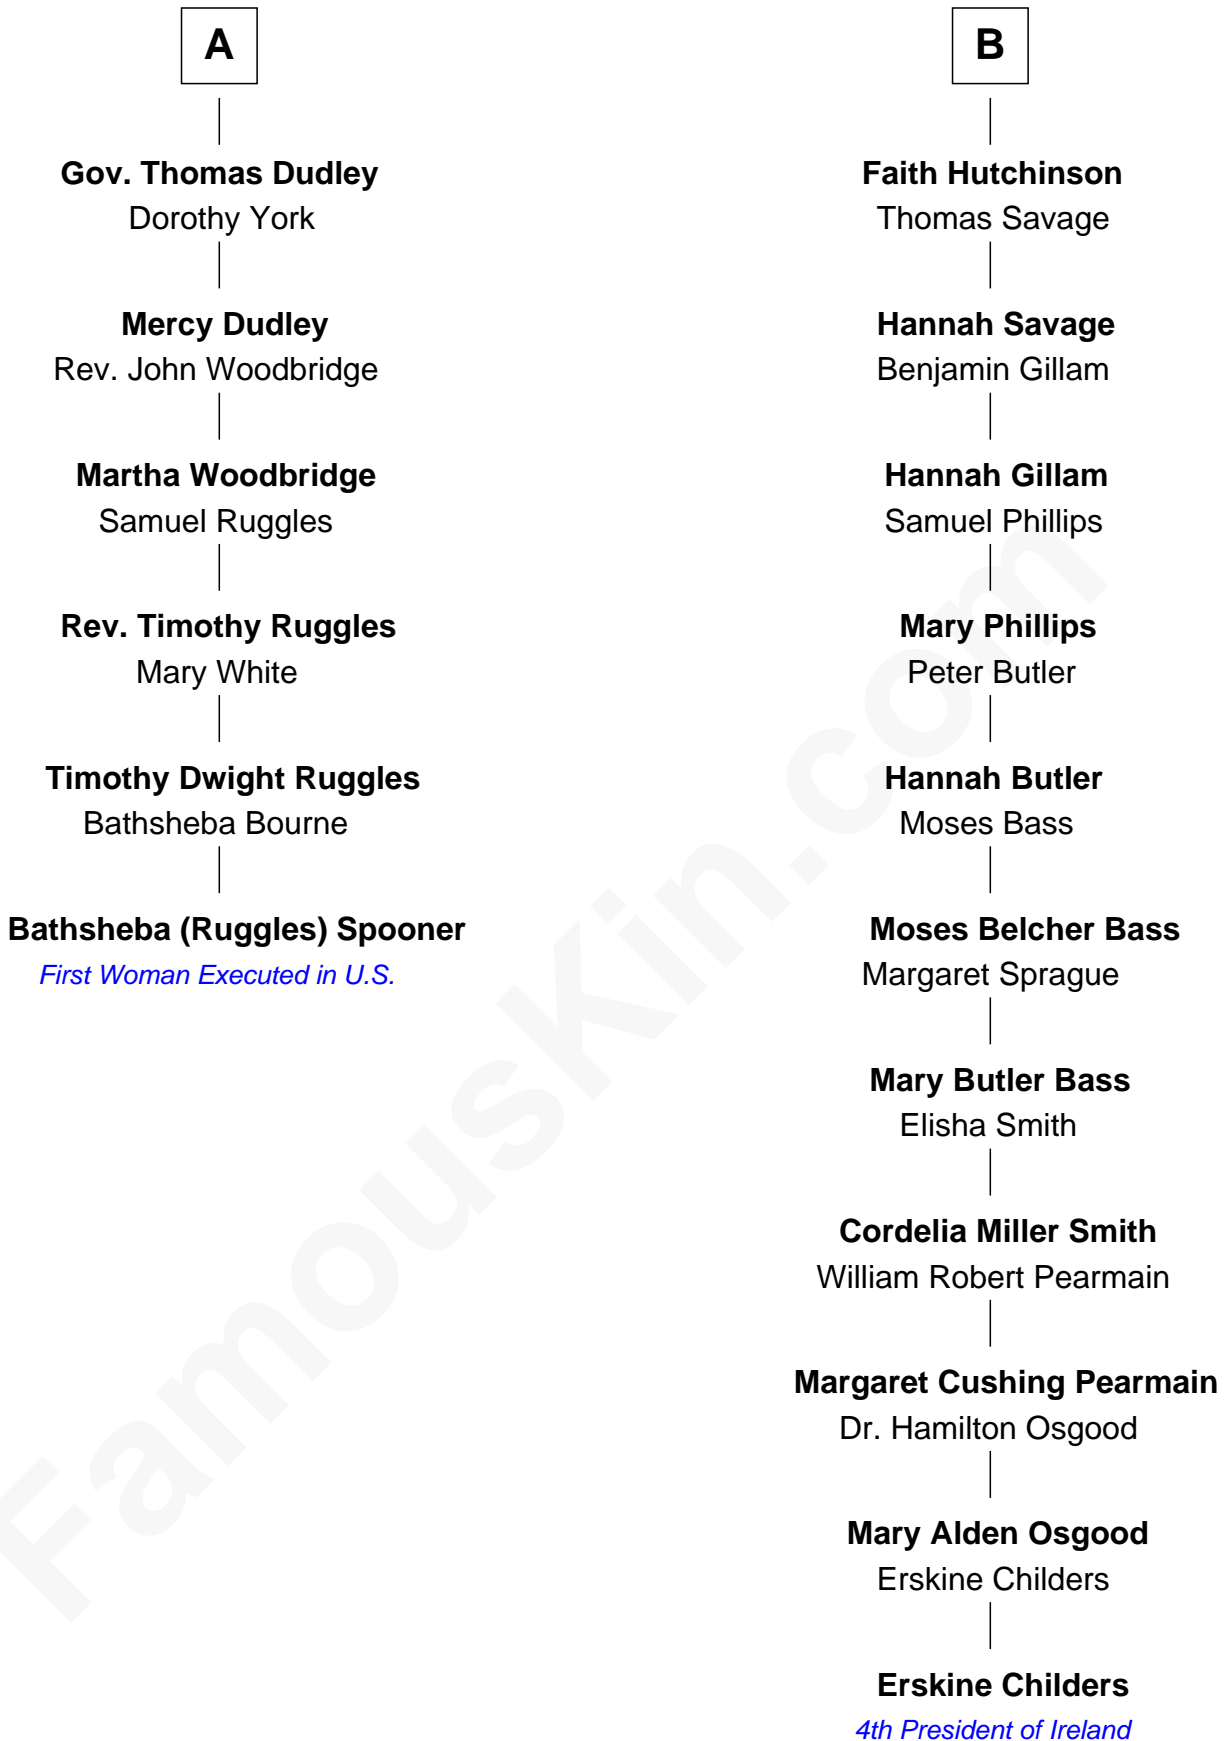 A
Gov. Thomas Dudley
Dorothy York
Mercy Dudley
Rev. John Woodbridge
Martha Woodbridge
Samuel Ruggles
Rev. Timothy Ruggles
Mary White
Timothy Dwight Ruggles
Bathsheba Bourne
Bathsheba (Ruggles) Spooner
First Woman Executed in U.S.
B
Faith Hutchinson
Thomas Savage
Hannah Savage
Benjamin Gillam
Hannah Gillam
Samuel Phillips
Mary Phillips
Peter Butler
Hannah Butler
Moses Bass
Moses Belcher Bass
Margaret Sprague
Mary Butler Bass
Elisha Smith
Cordelia Miller Smith
William Robert Pearmain
Margaret Cushing Pearmain
Dr. Hamilton Osgood
Mary Alden Osgood
Erskine Childers
Erskine Childers
4th President of Ireland
FamousKin.com